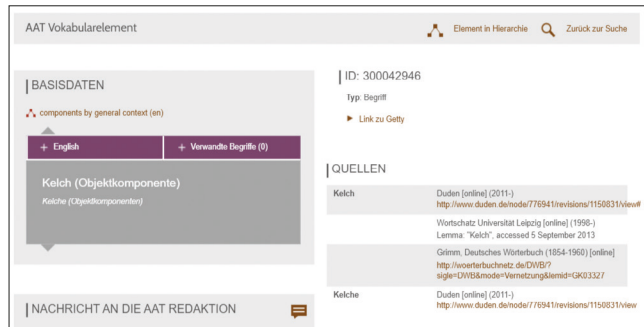 AAT Vokabularelement
Element in Hierarchie
Zurück zur Suche
BASISDATEN
components by general context (en)
+ English
+ Verwandte Begriffe (0)
Kelch (Objektkomponente)
Kelche (Objektkomponenten)
NACHRICHT AN DIE AAT REDAKTION
ID: 300042946
Typ: Begriff
Link zu Getty
QUELLEN
Kelch
Duden [online] (2011-)
http://www.duden.de/node/776941/revisions/1150831/view#
Wortschatz Universität Leipzig [online] (1998-)
Lemma: "Kelch", accessed 5 September 2013
Grimm, Deutsches Wörterbuch (1854-1960) [online]
http://woerterbuchnetz.de/DWB/?
sigle=DWB&mode=Vernetzung&lemid=GK03327
Kelche
Duden [online] (2011-)
http://www.duden.de/node/776941/revisions/1150831/view